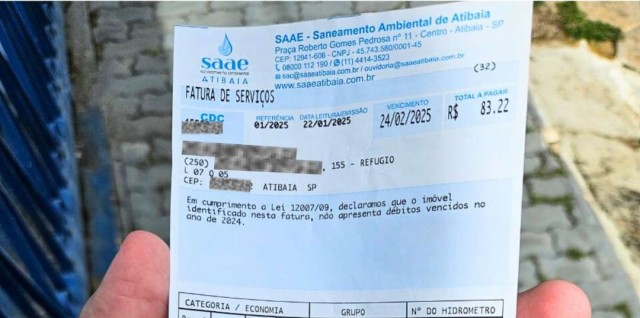 SAAE - Saneamento Ambiental de Atibaia
Praça Roberto Gomes Pedrosa nº 11 - Centro - Atibaia - SP
CEP: 12941-606 - CNPJ - 45.743.580/0001-45
08000 112 190 / (11) 4414-3523
sac@saaeatibaia.com.br / ouvidoria@saaeatibaia.com.br
www.saaeatibaia.com.br
saae
saneamento ambiental
ATIBAIA
(32)
FATURA DE SERVIÇOS
CDC
REFERÊNCIA DATA LEITURA/EMISSÃO VENCIMENTO TOTAL A PAGAR
01/2025 22/01/2025 24/02/2025 R$ 83.22
(250) , 155 - REFUGIO
L 07 Q 05
CEP: ATIBAIA SP
Em cumprimento a Lei 12007/09, declaramos que o imóvel
identificado nesta fatura, não apresenta débitos vencidos no
ano de 2024.
CATEGORIA / ECONOMIA GRUPO Nº DO HIDROMETRO